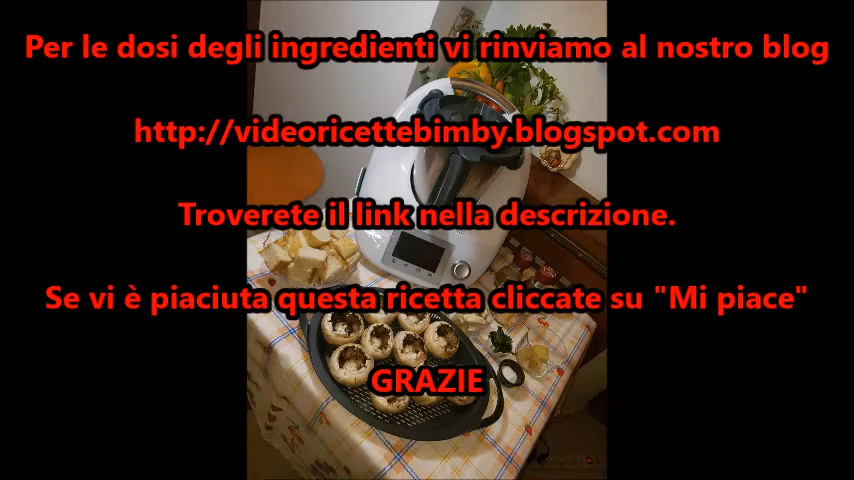 Per le dosi degli ingredienti vi rinviamo al nostro blog
http://videoricettebimby.blogspot.com
Troverete il link nella descrizione.
Se vi è piaciuta questa ricetta cliccate su "Mi piace"
GRAZIE